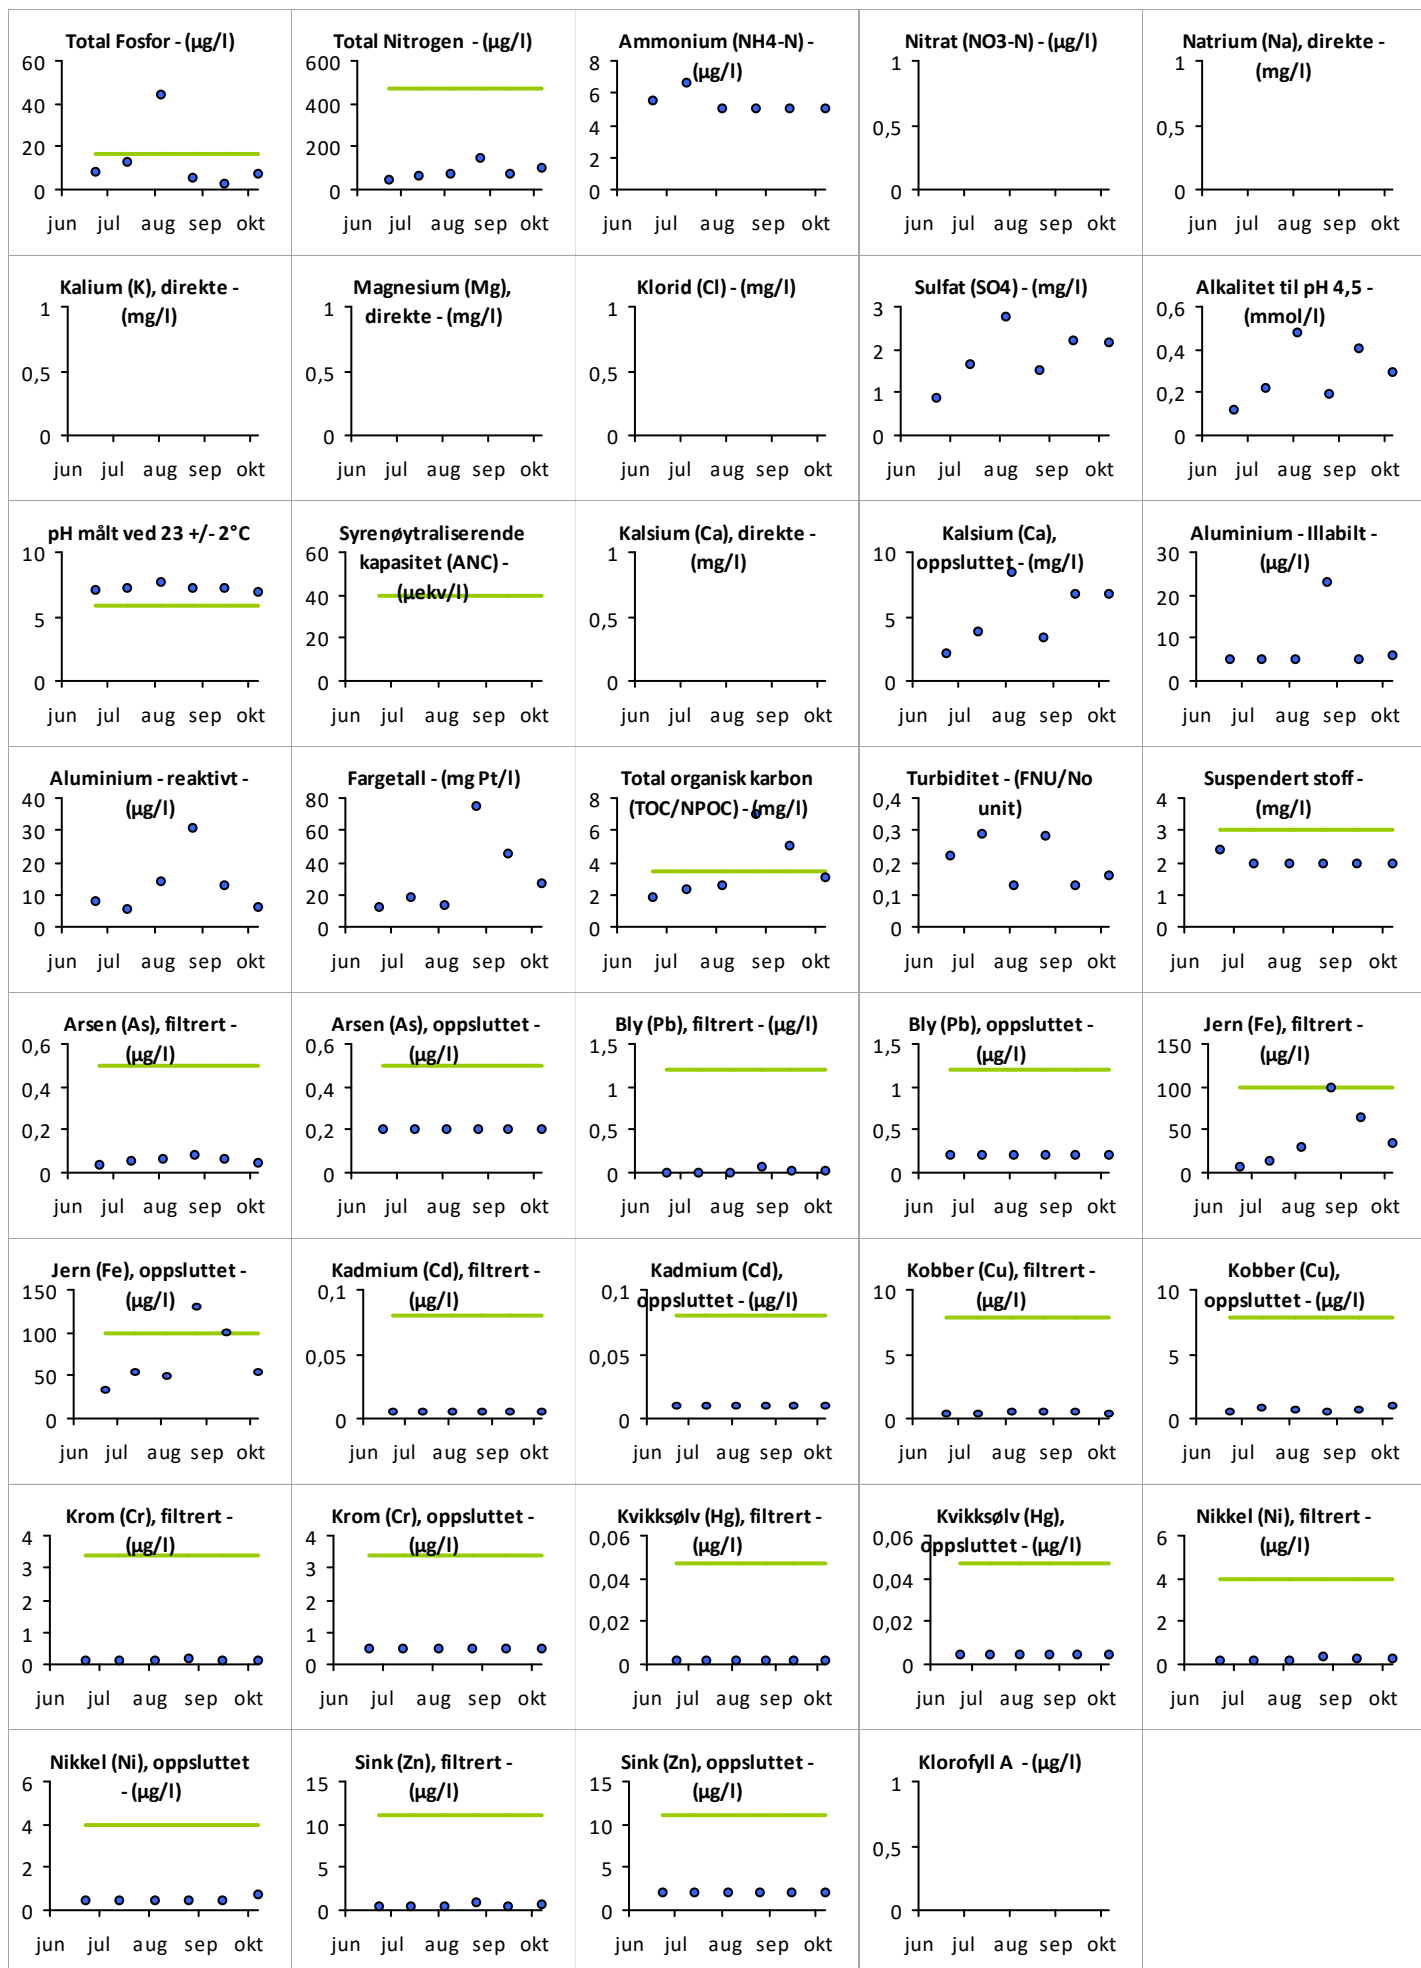 Total Fosfor - (µg/l)
60
40
20
0
jun jul aug sep okt
Total Nitrogen - (µg/l)
600
400
200
0
jun jul aug sep okt
Ammonium (NH4-N) -
(µg/l)
8
6
4
2
0
jun jul aug sep okt
Nitrat (NO3-N) - (µg/l)
1
0,5
0
jun jul aug sep okt
Natrium (Na), direkte -
(mg/l)
1
0,5
0
jun jul aug sep okt
Kalium (K), direkte -
(mg/l)
1
0,5
0
jun jul aug sep okt
Magnesium (Mg),
direkte - (mg/l)
1
0,5
0
jun jul aug sep okt
Klorid (Cl) - (mg/l)
1
0,5
0
jun jul aug sep okt
Sulfat (SO4) - (mg/l)
3
2
1
0
jun jul aug sep okt
Alkalitet til pH 4,5 -
(mmol/l)
0,6
0,4
0,2
0
jun jul aug sep okt
pH målt ved 23 +/- 2°C
10
5
0
jun jul aug sep okt
Syrenøytraliserende
kapasitet (ANC) -
(µekv/l)
60
40
20
0
jun jul aug sep okt
Kalsium (Ca), direkte -
(mg/l)
1
0,5
0
jun jul aug sep okt
Kalsium (Ca),
oppsluttet - (mg/l)
10
5
0
jun jul aug sep okt
Aluminium - Illabilt -
(µg/l)
30
20
10
0
jun jul aug sep okt
Aluminium - reaktivt -
(µg/l)
40
30
20
10
0
jun jul aug sep okt
Fargetall - (mg Pt/l)
80
60
40
20
0
jun jul aug sep okt
Total organisk karbon
(TOC/NPOC) - (mg/l)
8
6
4
2
0
jun jul aug sep okt
Turbiditet - (FNU/No
unit)
0,4
0,3
0,2
0,1
0
jun jul aug sep okt
Suspendert stoff -
(mg/l)
4
3
2
1
0
jun jul aug sep okt
Arsen (As), filtrert -
(µg/l)
0,6
0,4
0,2
0
jun jul aug sep okt
Arsen (As), oppsluttet -
(µg/l)
0,6
0,4
0,2
0
jun jul aug sep okt
Bly (Pb), filtrert - (µg/l)
1,5
1
0,5
0
jun jul aug sep okt
Bly (Pb), oppsluttet -
(µg/l)
1,5
1
0,5
0
jun jul aug sep okt
Jern (Fe), filtrert -
(µg/l)
150
100
50
0
jun jul aug sep okt
Jern (Fe), oppsluttet -
(µg/l)
150
100
50
0
jun jul aug sep okt
Kadmium (Cd), filtrert -
(µg/l)
0,1
0,05
0
jun jul aug sep okt
Kadmium (Cd),
oppsluttet - (µg/l)
0,1
0,05
0
jun jul aug sep okt
Kobber (Cu), filtrert -
(µg/l)
10
5
0
jun jul aug sep okt
Kobber (Cu),
oppsluttet - (µg/l)
10
5
0
jun jul aug sep okt
Krom (Cr), filtrert -
(µg/l)
4
3
2
1
0
jun jul aug sep okt
Krom (Cr), oppsluttet -
(µg/l)
4
3
2
1
0
jun jul aug sep okt
Kvikksølv (Hg), filtrert -
(µg/l)
0,06
0,04
0,02
0
jun jul aug sep okt
Kvikksølv (Hg),
oppsluttet - (µg/l)
0,06
0,04
0,02
0
jun jul aug sep okt
Nikkel (Ni), filtrert -
(µg/l)
6
4
2
0
jun jul aug sep okt
Nikkel (Ni), oppsluttet
- (µg/l)
6
4
2
0
jun jul aug sep okt
Sink (Zn), filtrert -
(µg/l)
15
10
5
0
jun jul aug sep okt
Sink (Zn), oppsluttet -
(µg/l)
15
10
5
0
jun jul aug sep okt
Klorofyll A - (µg/l)
1
0,5
0
jun jul aug sep okt